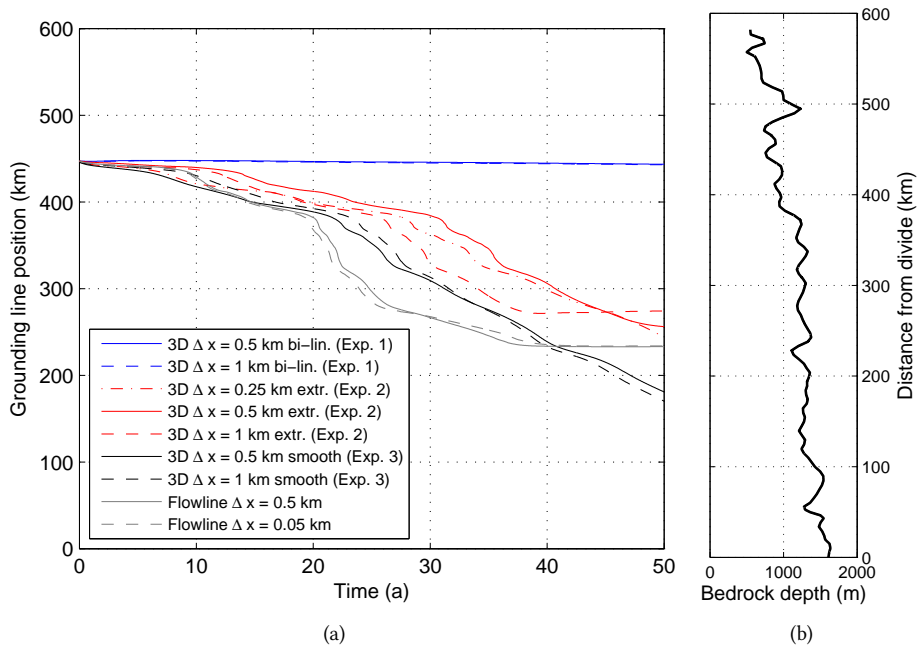 600
500
400
300
200
100
0
Grounding line position (km)
3D Δ x = 0.5 km bi-lin. (Exp. 1)
3D Δ x = 1 km bi-lin. (Exp. 1)
3D Δ x = 0.25 km extr. (Exp. 2)
3D Δ x = 0.5 km extr. (Exp. 2)
3D Δ x = 1 km extr. (Exp. 2)
3D Δ x = 0.5 km smooth (Exp. 3)
3D Δ x = 1 km smooth (Exp. 3)
Flowline Δ x = 0.5 km
Flowline Δ x = 0.05 km
0 10 20 30 40 50
Time (a)
(a)
600
500
400
300
200
100
0
Distance from divide (km)
0 1000 2000
Bedrock depth (m)
(b)